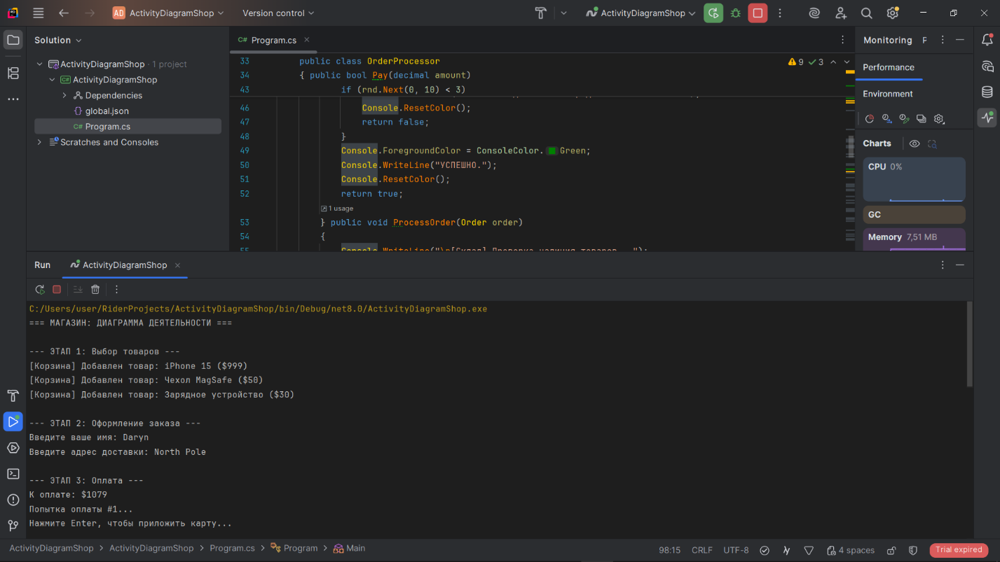 AD ActivityDiagramShop Version control ActivityDiagramShop
Solution
ActivityDiagramShop · 1 project
C# ActivityDiagramShop
Dependencies
{} global.json
C# Program.cs
Scratches and Consoles
C# Program.cs
33 public class OrderProcessor
34 { public bool Pay(decimal amount)
43 if (rnd.Next(0, 10) < 3)
46 Console.ResetColor();
47 return false;
48 }
49 Console.ForegroundColor = ConsoleColor. Green;
50 Console.WriteLine("УСПЕШНО.");
51 Console.ResetColor();
52 return true;
1 usage
53 } public void ProcessOrder(Order order)
54 {
55 Console.WriteLine("\n[Склад] Проверка наличия товаров...");
9 3
Monitoring
Performance
Environment
Charts
CPU 0%
GC
Memory 7,51 MB
Run ActivityDiagramShop
C:/Users/user/RiderProjects/ActivityDiagramShop/bin/Debug/net8.0/ActivityDiagramShop.exe
=== МАГАЗИН: ДИАГРАММА ДЕЯТЕЛЬНОСТИ ===
--- ЭТАП 1: Выбор товаров ---
[Корзина] Добавлен товар: iPhone 15 ($999)
[Корзина] Добавлен товар: Чехол MagSafe ($50)
[Корзина] Добавлен товар: Зарядное устройство ($30)
--- ЭТАП 2: Оформление заказа ---
Введите ваше имя: Daryn
Введите адрес доставки: North Pole
--- ЭТАП 3: Оплата ---
К оплате: $1079
Попытка оплаты #1...
Нажмите Enter, чтобы приложить карту...
ActivityDiagramShop > ActivityDiagramShop > Program.cs > Program > Main
98:15 CRLF UTF-8 4 spaces Trial expired